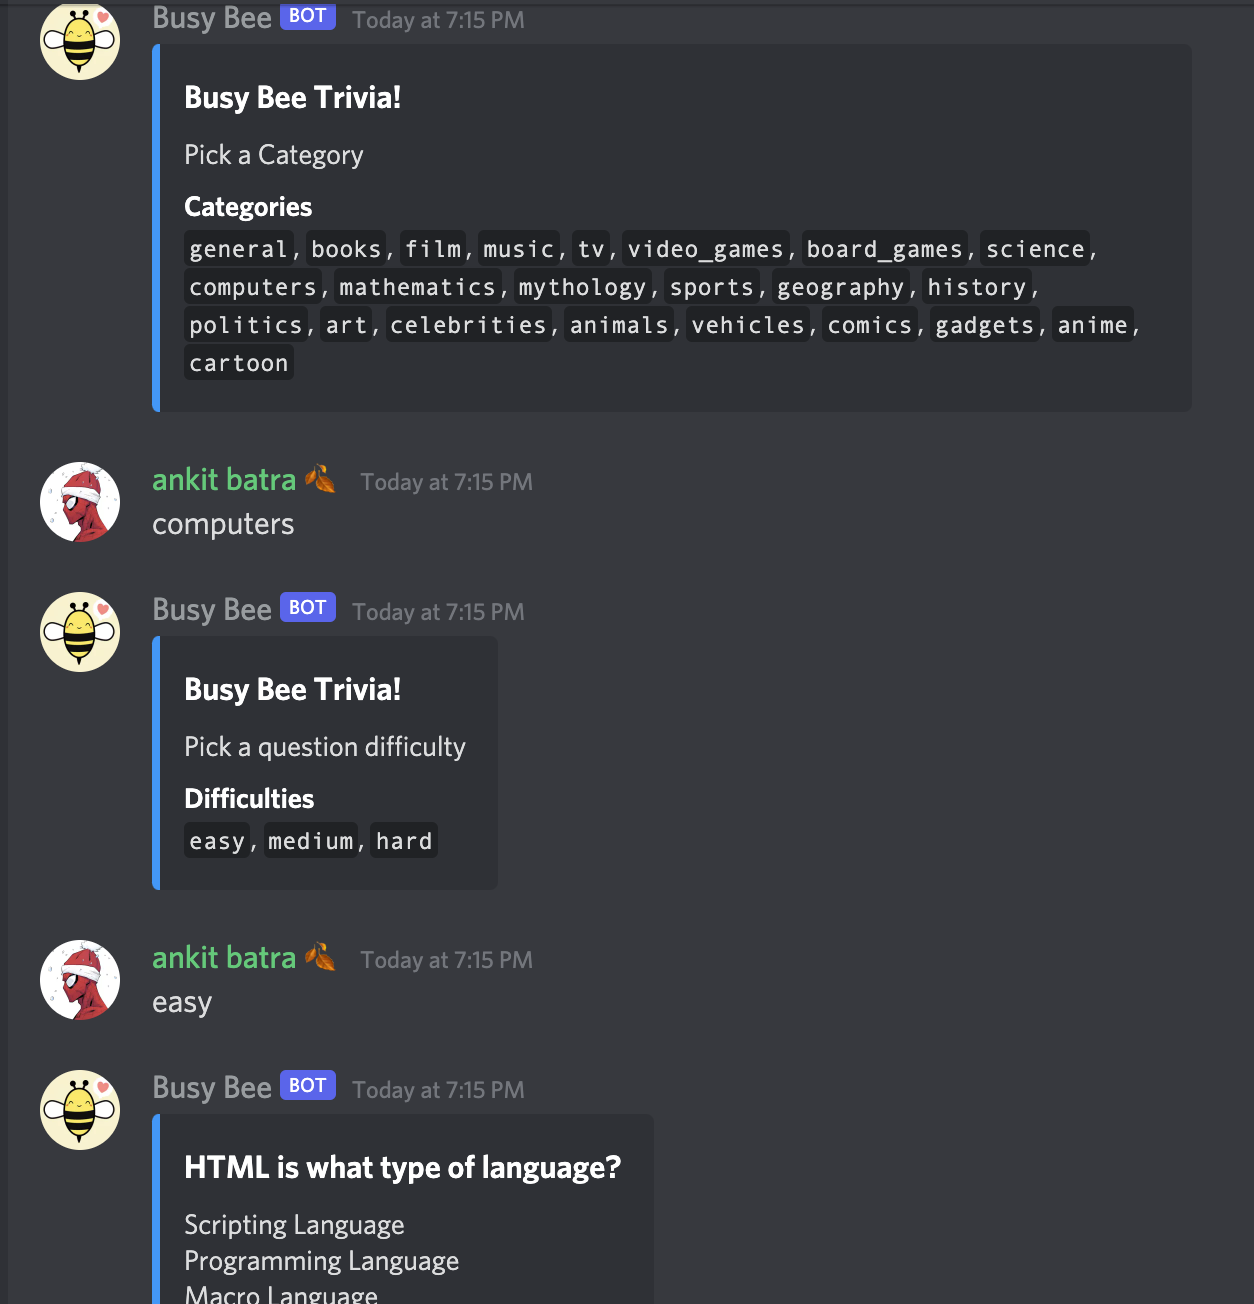 Busy Bee BOT Today at 7:15 PM
Busy Bee Trivia!
Pick a Category
Categories
general, books, film, music, tv, video_games, board_games, science,
computers, mathematics, mythology, sports, geography, history,
politics, art, celebrities, animals, vehicles, comics, gadgets, anime,
cartoon
ankit batra 🍂 Today at 7:15 PM
computers
Busy Bee BOT Today at 7:15 PM
Busy Bee Trivia!
Pick a question difficulty
Difficulties
easy, medium, hard
ankit batra 🍂 Today at 7:15 PM
easy
Busy Bee BOT Today at 7:15 PM
HTML is what type of language?
Scripting Language
Programming Language
Macro Language